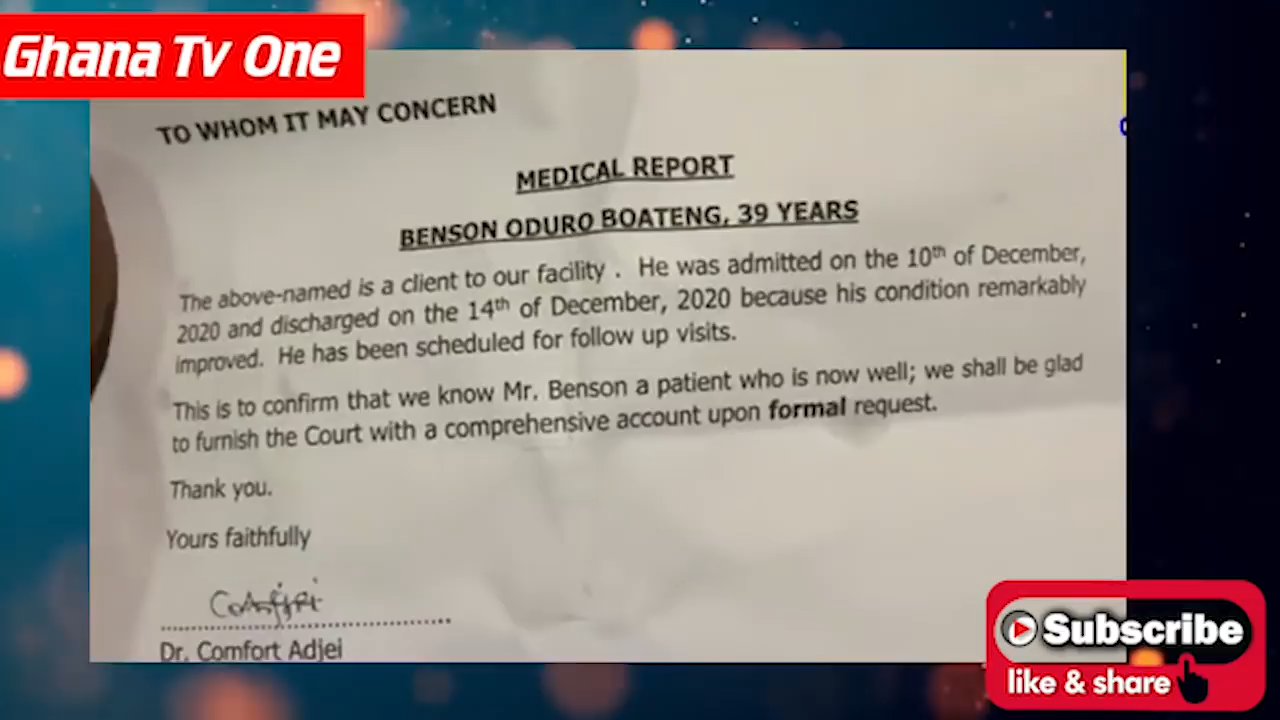 Ghana Tv One
TO WHOM IT MAY CONCERN
MEDICAL REPORT
BENSON ODURO BOATENG, 39 YEARS
The above-named is a client to our facility . He was admitted on the 10th of December,
2020 and discharged on the 14th of December, 2020 because his condition remarkably
improved. He has been scheduled for follow up visits.
This is to confirm that we know Mr. Benson a patient who is now well; we shall be glad
to furnish the Court with a comprehensive account upon formal request.
Thank you.
Yours faithfully
Dr. Comfort Adjei
Subscribe
like & share